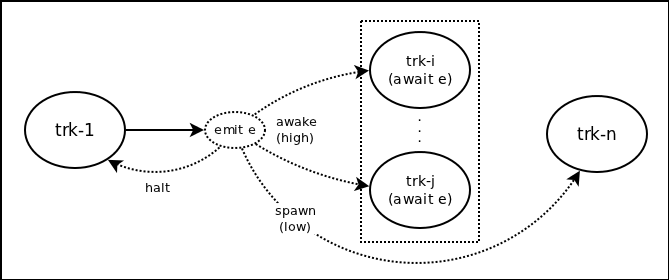 trk-1
emit e
halt
awake
(high)
spawn
(low)
trk-i
(await e)
trk-j
(await e)
trk-n